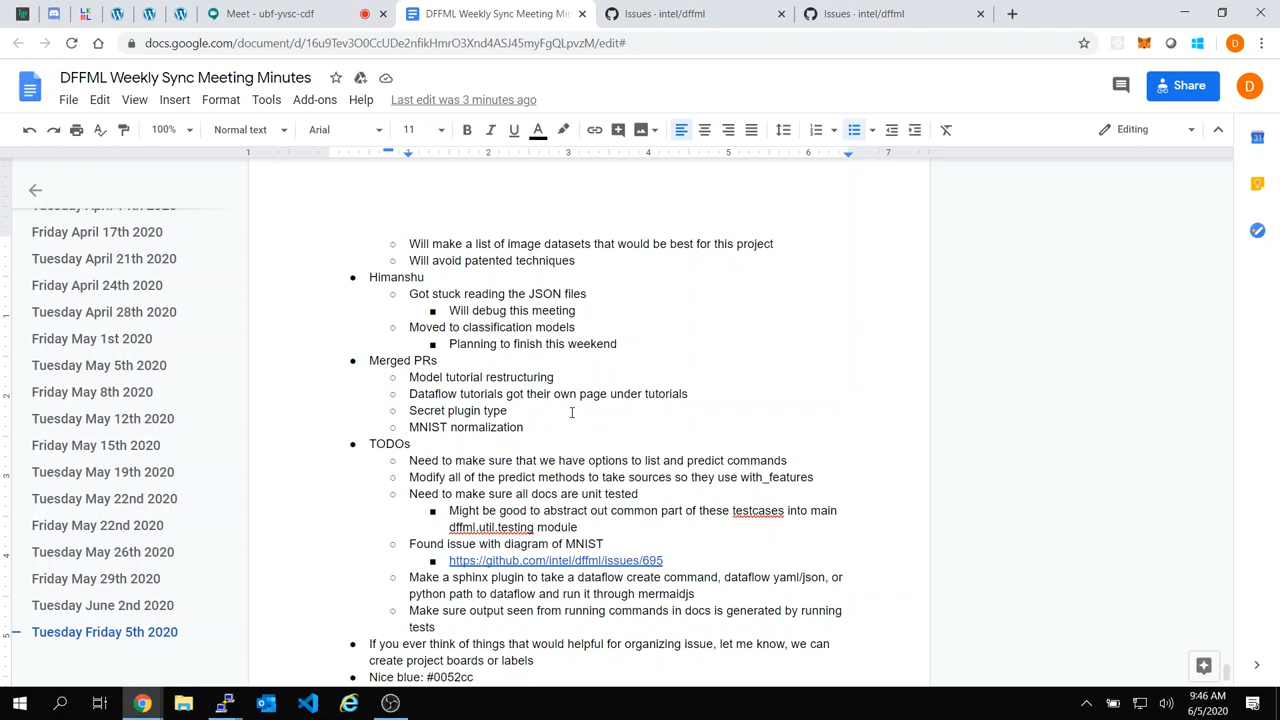 Meet - ubf-yvsc-cdf
DFFML Weekly Sync Meeting Min
Issues · intel/dffml
Issues · intel/dffml
docs.google.com/document/d/16u9Tev3O0CcUDe2nfikHmrO3Xnd4ASJ45myFgQLpvzM/edit#
D
DFFML Weekly Sync Meeting Minutes
Share
D
File Edit View Insert Format Tools Add-ons Help Last edit was 3 minutes ago
100% Normal text Arial 11 B I U A Editing
1 1 2 3 4 5 6 7
Friday April 17th 2020
Tuesday April 21th 2020
Friday April 24th 2020
Tuesday April 28th 2020
Friday May 1st 2020
Tuesday May 5th 2020
Friday May 8th 2020
Tuesday May 12th 2020
Friday May 15th 2020
Tuesday May 19th 2020
Tuesday May 22nd 2020
Friday May 22nd 2020
Tuesday May 26th 2020
Friday May 29th 2020
Tuesday June 2nd 2020
Tuesday Friday 5th 2020
○ Will make a list of image datasets that would be best for this project
○ Will avoid patented techniques
● Himanshu
○ Got stuck reading the JSON files
■ Will debug this meeting
○ Moved to classification models
■ Planning to finish this weekend
● Merged PRs
○ Model tutorial restructuring
○ Dataflow tutorials got their own page under tutorials
○ Secret plugin type
○ MNIST normalization
● TODOs
○ Need to make sure that we have options to list and predict commands
○ Modify all of the predict methods to take sources so they use with_features
○ Need to make sure all docs are unit tested
■ Might be good to abstract out common part of these testcases into main
dffml.util.testing module
○ Found issue with diagram of MNIST
■ https://github.com/intel/dffml/issues/695
○ Make a sphinx plugin to take a dataflow create command, dataflow yaml/json, or
python path to dataflow and run it through mermaidjs
○ Make sure output seen from running commands in docs is generated by running
tests
● If you ever think of things that would helpful for organizing issue, let me know, we can
create project boards or labels
● Nice blue: #0052cc
9:46 AM
6/5/2020